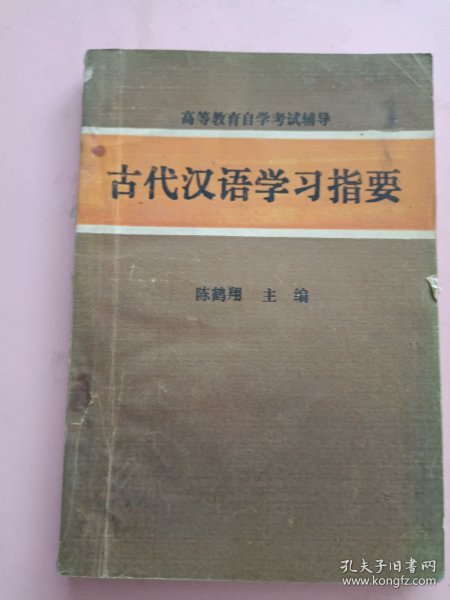 高等教育自学考试辅导
古代汉语学习指要
陈鹤翔 主 编
孔夫子旧书网
www.kongfz.com